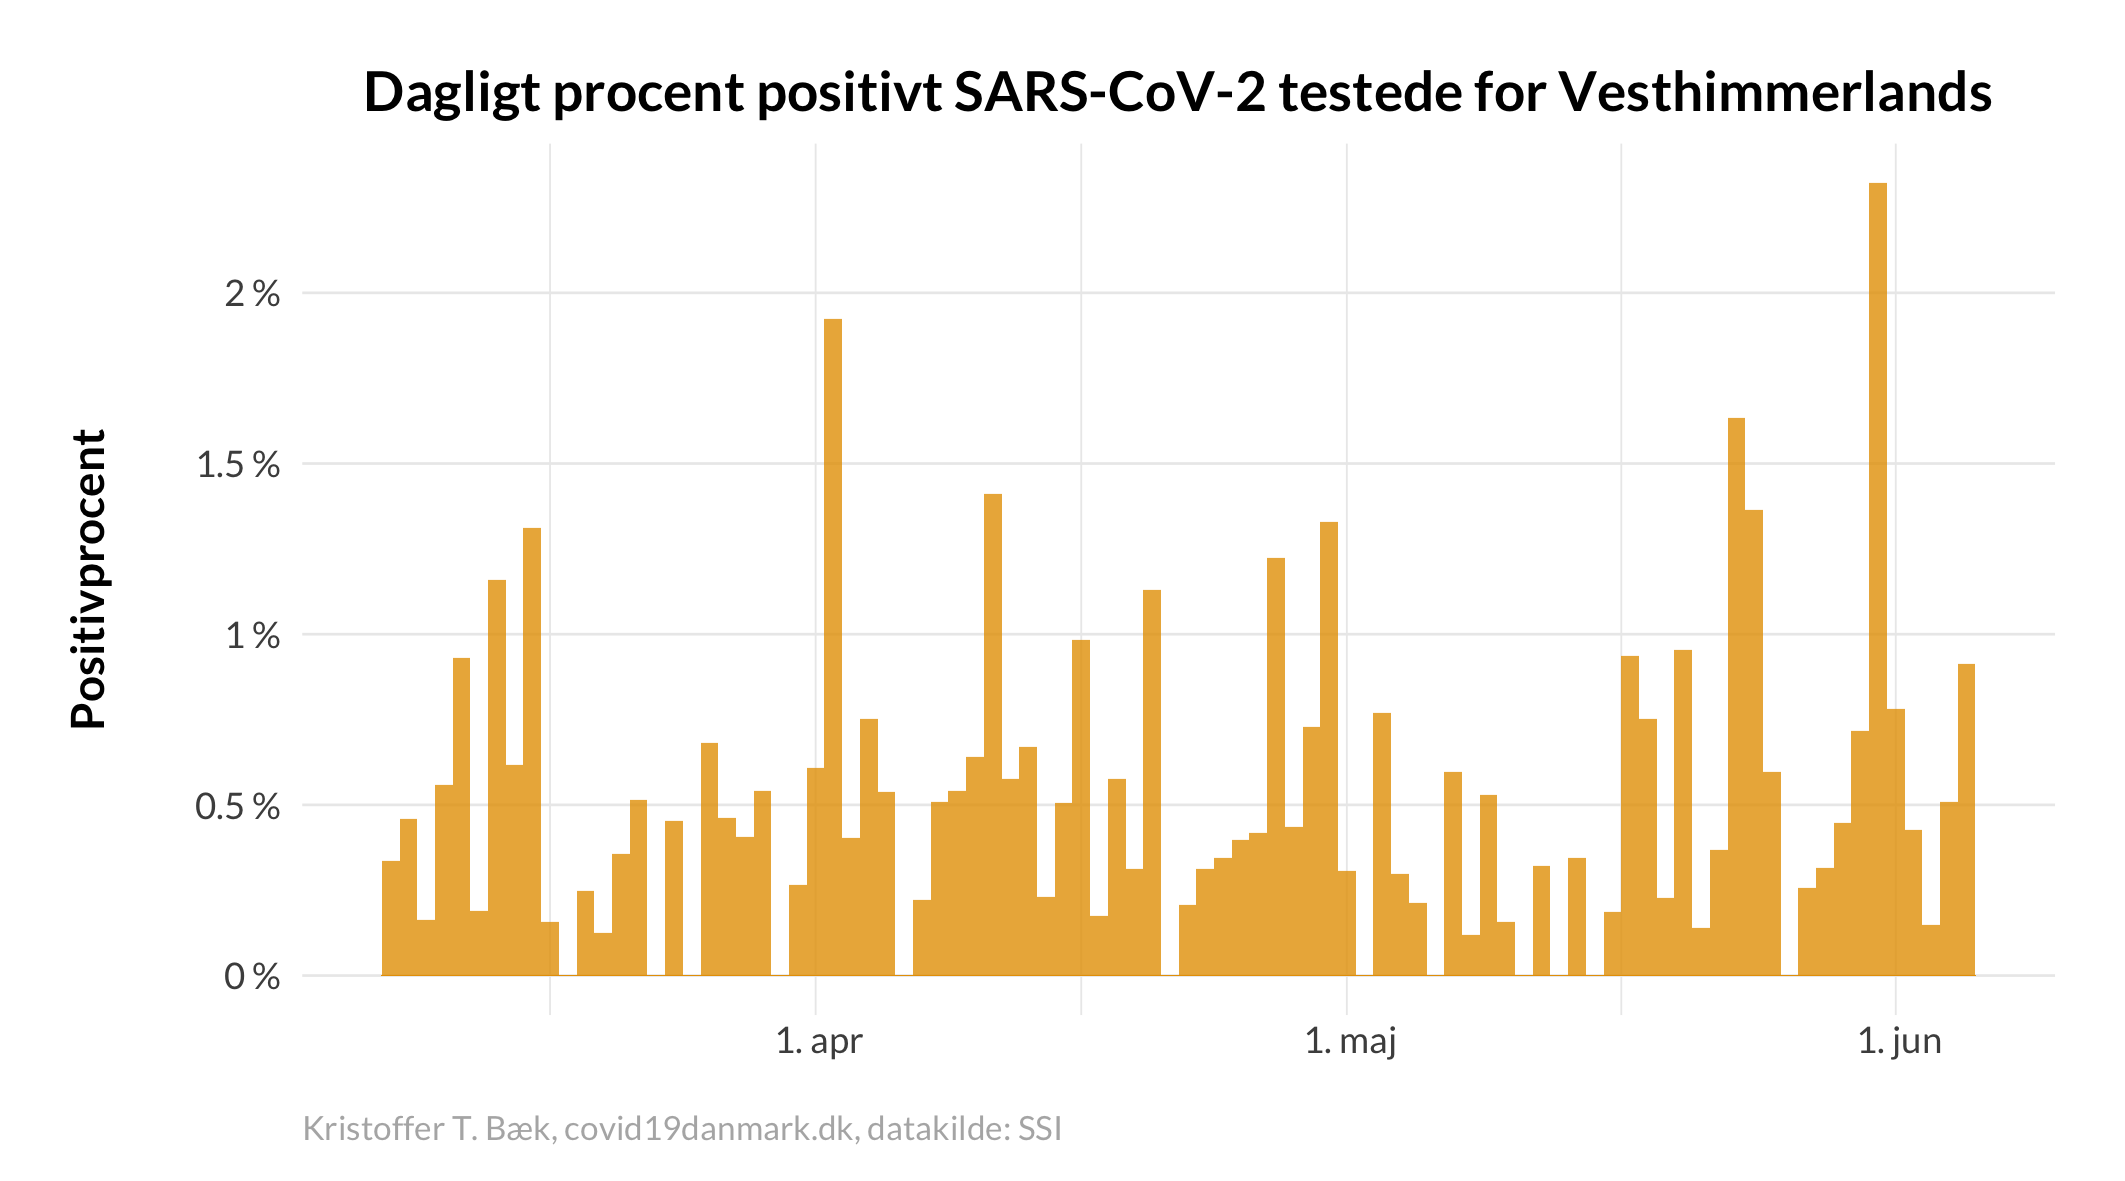 Dagligt procent positivt SARS-CoV-2 testede for Vesthimmerlands
Positivprocent
2 %
1.5 %
1 %
0.5 %
0 %
1. apr
1. maj
1. jun
Kristoffer T. Bæk, covid19danmark.dk, datakilde: SSI